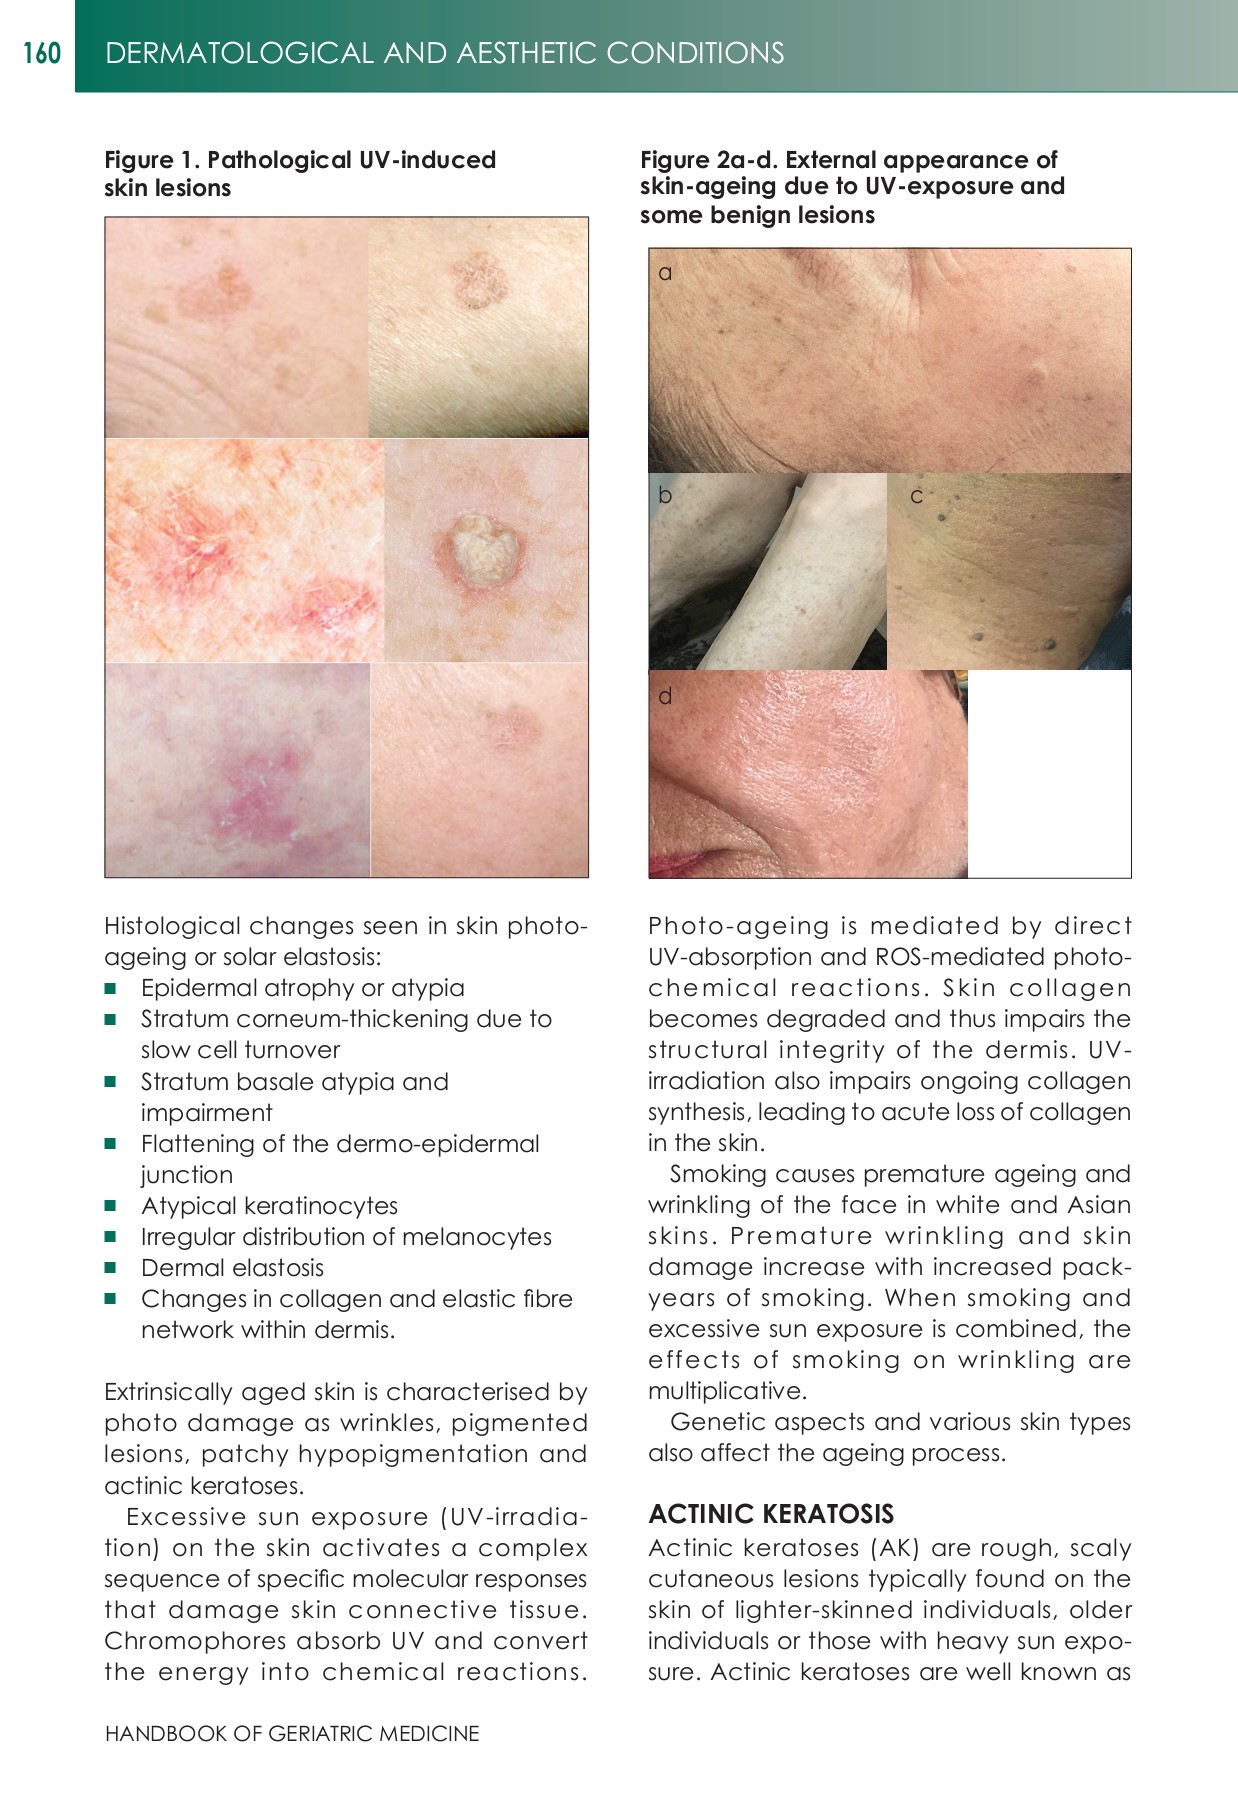 160
DERMATOLOGICAL AND AESTHETIC CONDITIONS
Figure 1. Pathological UV-induced
skin lesions
Figure 2a-d. External appearance of
skin-ageing due to UV-exposure and
some benign lesions
a
b
c
d
Histological changes seen in skin photo-
ageing or solar elastosis:
■ Epidermal atrophy or atypia
■ Stratum corneum-thickening due to
slow cell turnover
■ Stratum basale atypia and
impairment
■ Flattening of the dermo-epidermal
junction
■ Atypical keratinocytes
■ Irregular distribution of melanocytes
■ Dermal elastosis
■ Changes in collagen and elastic fibre
network within dermis.
Extrinsically aged skin is characterised by
photo damage as wrinkles, pigmented
lesions, patchy hypopigmentation and
actinic keratoses.
Excessive sun exposure (UV-irradia-
tion) on the skin activates a complex
sequence of specific molecular responses
that damage skin connective tissue.
Chromophores absorb UV and convert
the energy into chemical reactions.
Photo-ageing is mediated by direct
UV-absorption and ROS-mediated photo-
chemical reactions. Skin collagen
becomes degraded and thus impairs the
structural integrity of the dermis. UV-
irradiation also impairs ongoing collagen
synthesis, leading to acute loss of collagen
in the skin.
Smoking causes premature ageing and
wrinkling of the face in white and Asian
skins. Premature wrinkling and skin
damage increase with increased pack-
years of smoking. When smoking and
excessive sun exposure is combined, the
effects of smoking on wrinkling are
multiplicative.
Genetic aspects and various skin types
also affect the ageing process.
ACTINIC KERATOSIS
Actinic keratoses (AK) are rough, scaly
cutaneous lesions typically found on the
skin of lighter-skinned individuals, older
individuals or those with heavy sun expo-
sure. Actinic keratoses are well known as
HANDBOOK OF GERIATRIC MEDICINE